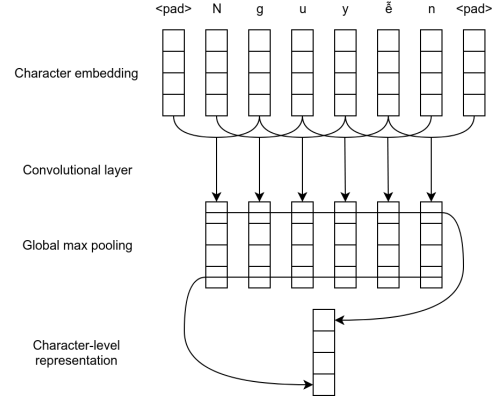 <pad> N g u y ẽ n <pad>
Character embedding
Convolutional layer
Global max pooling
Character-level
representation